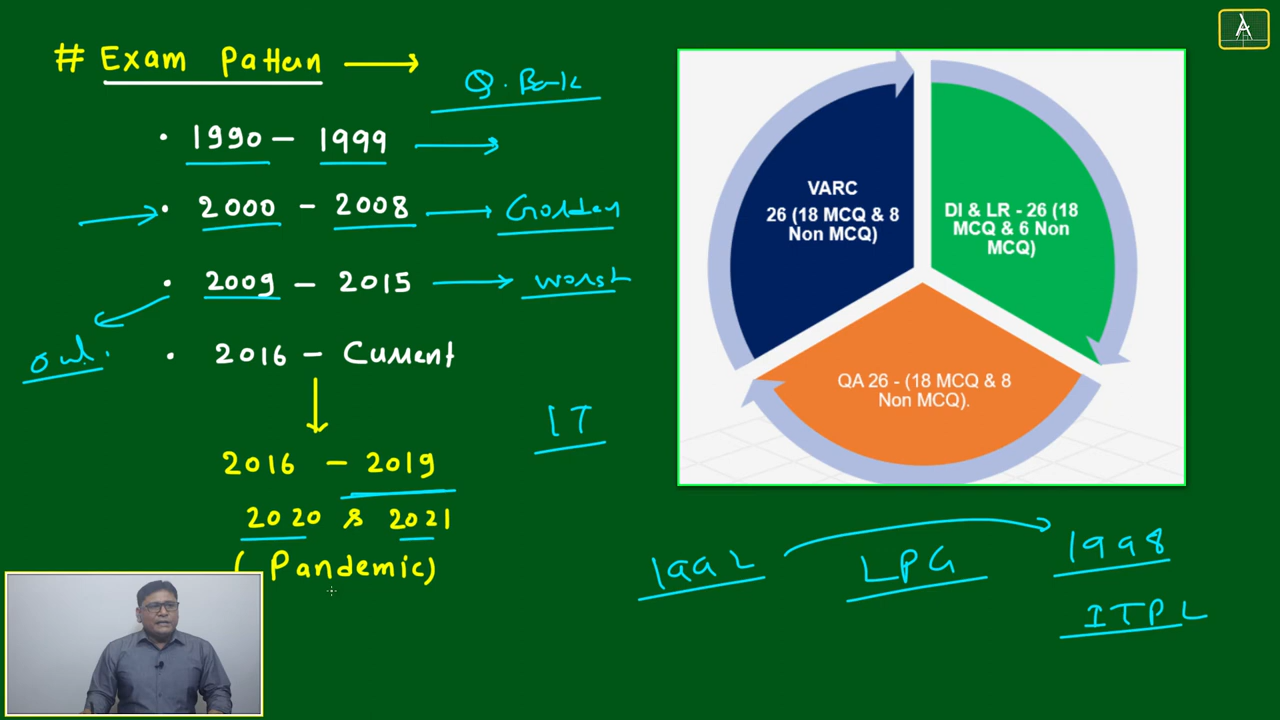 # Exam Pattern
Q. Bank
• 1990 – 1999
• 2000 – 2008 Golden
• 2009 – 2015 worst
• 2016 – Current
2016 – 2019
2020 & 2021
(Pandemic)
IT
VARC
26 (18 MCQ & 8
Non MCQ)
DI & LR - 26 (18
MCQ & 6 Non
MCQ)
QA 26 - (18 MCQ & 8
Non MCQ).
1992 LPG 1998
ITPL
A